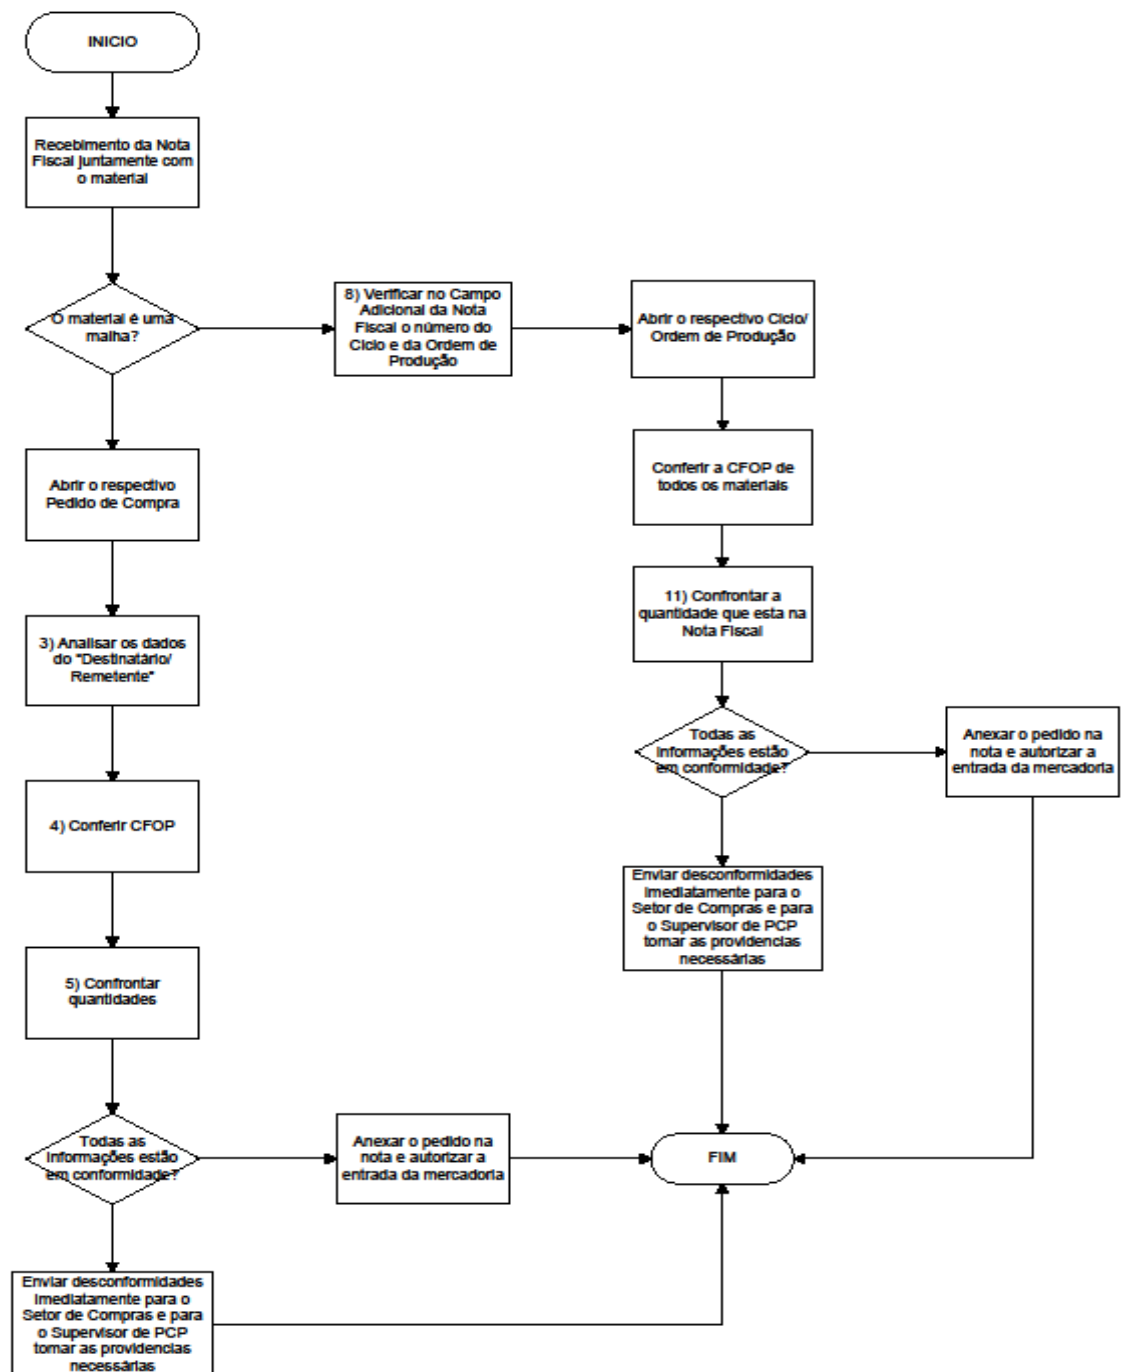 INICIO
Recebimento da Nota
Fiscal juntamente com
o material
O material é uma
malha?
8) Verificar no Campo
Adicional da Nota
Fiscal o número do
Ciclo e da Ordem de
Produção
Abrir o respectivo Ciclo/
Ordem de Produção
Conferir a CFOP de
todos os materiais
11) Confrontar a
quantidade que esta na
Nota Fiscal
Todas as
informações estão
em conformidade?
Anexar o pedido na
nota e autorizar a
entrada da mercadoria
Enviar desconformidades
imediatamente para o
Setor de Compras e para
o Supervisor de PCP
tomar as providencias
necessárias
Abrir o respectivo
Pedido de Compra
3) Analisar os dados
do "Destinatário/
Remetente"
4) Conferir CFOP
5) Confrontar
quantidades
Todas as
informações estão
em conformidade?
Anexar o pedido na
nota e autorizar a
entrada da mercadoria
FIM
Enviar desconformidades
imediatamente para o
Setor de Compras e para
o Supervisor de PCP
tomar as providencias
necessárias